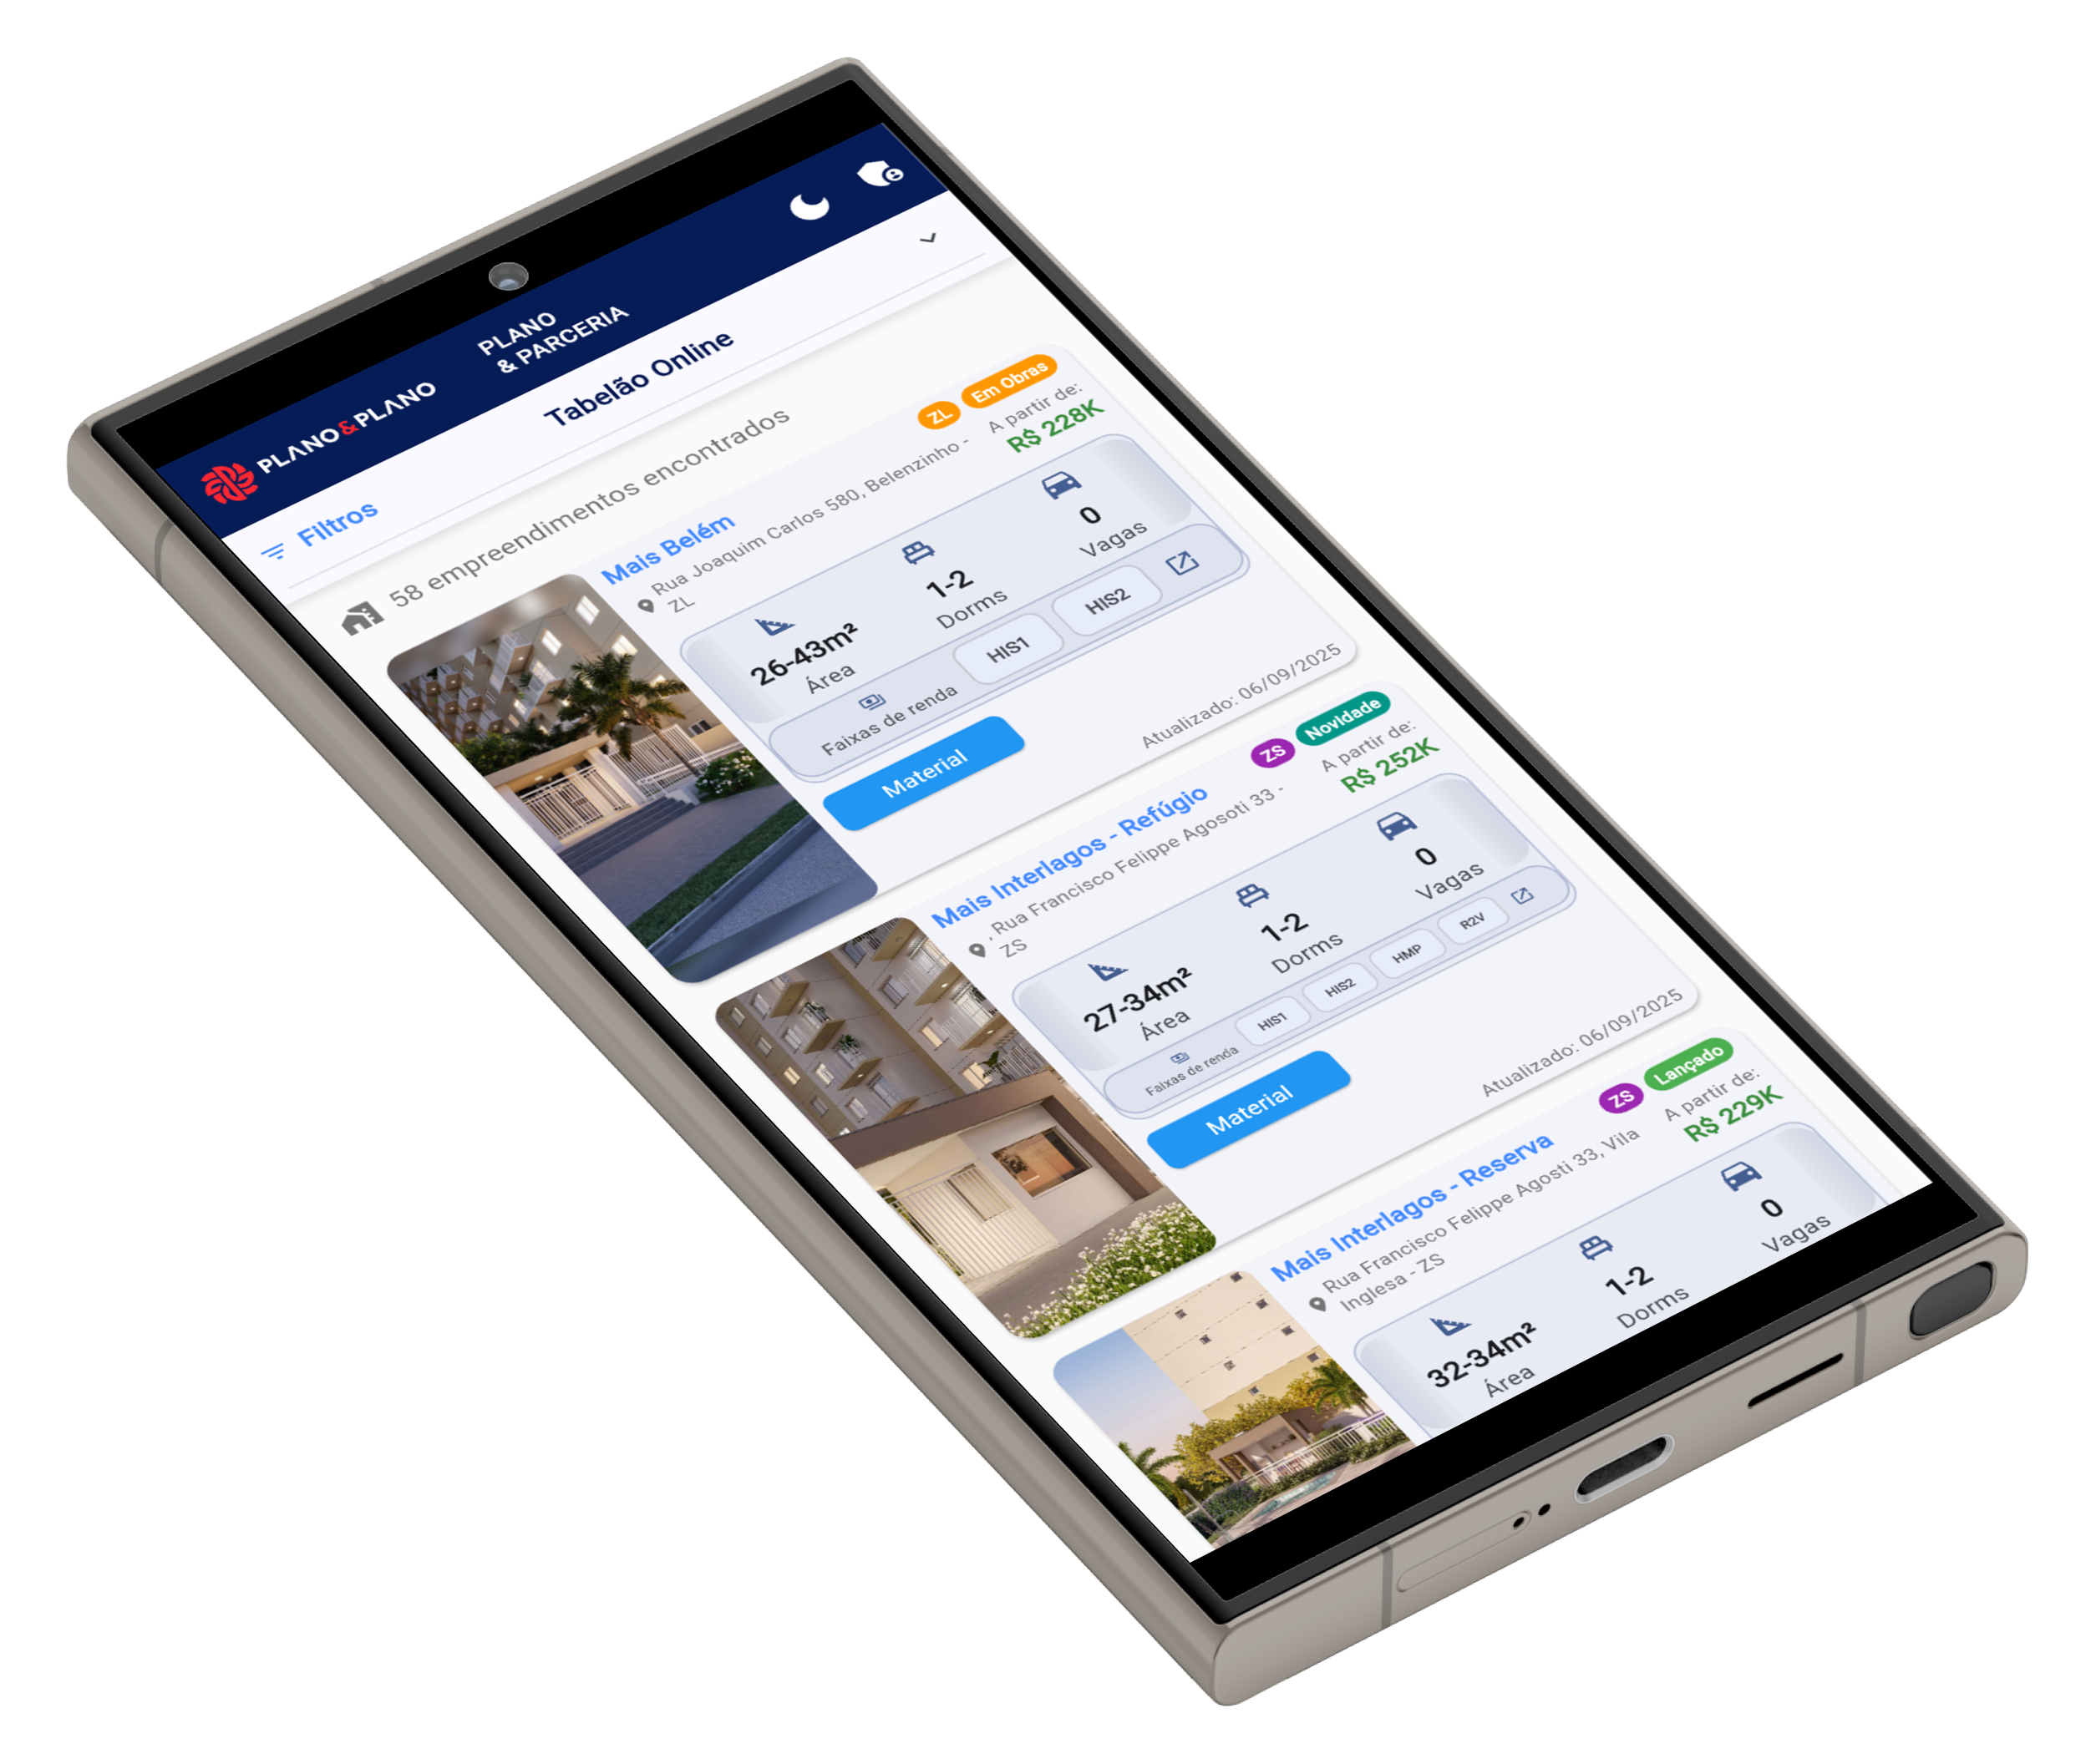 PLANO&PLANO
PLANO
& PARCERIA
Filtros
Tabelão Online
58 empreendimentos encontrados
ZL
Em Obras
Mais Belém
Rua Joaquim Carlos 580, Belenzinho -
ZL
A partir de:
R$ 228K
26-43m²
Área
1-2
Dorms
0
Vagas
Faixas de renda
HIS1
HIS2
Material
Atualizado: 06/09/2025
ZS
Novidade
Mais Interlagos - Refúgio
, Rua Francisco Felippe Agosoti 33 -
ZS
A partir de:
R$ 252K
27-34m²
Área
1-2
Dorms
0
Vagas
Faixas de renda
HIS1
HIS2
HMP
R2V
Material
Atualizado: 06/09/2025
ZS
Lançado
Mais Interlagos - Reserva
Rua Francisco Felippe Agosti 33, Vila
Inglesa - ZS
A partir de:
R$ 229K
32-34m²
Área
1-2
Dorms
0
Vagas